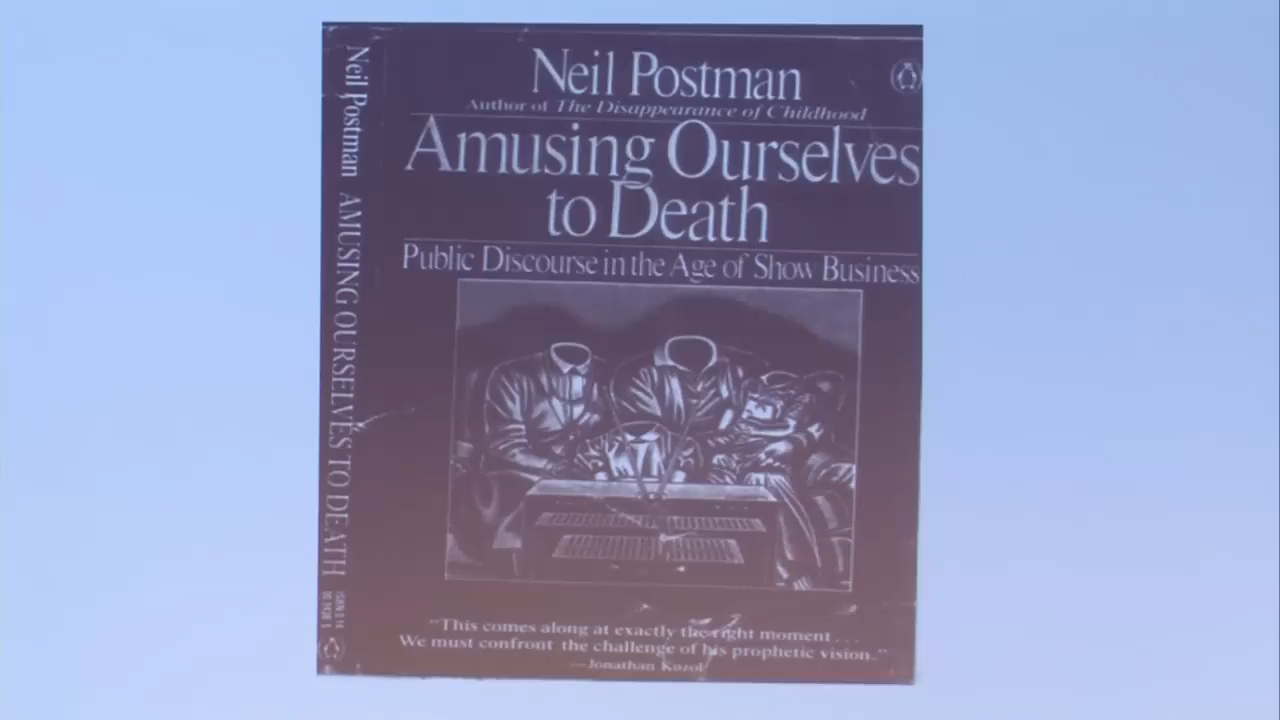 Neil Postman AMUSING OURSELVES TO DEATH
Neil Postman
Author of The Disappearance of Childhood
Amusing Ourselves
to Death
Public Discourse in the Age of Show Business
"This comes along at exactly the right moment . . .
We must confront the challenge of his prophetic vision."
—Jonathan Kozol